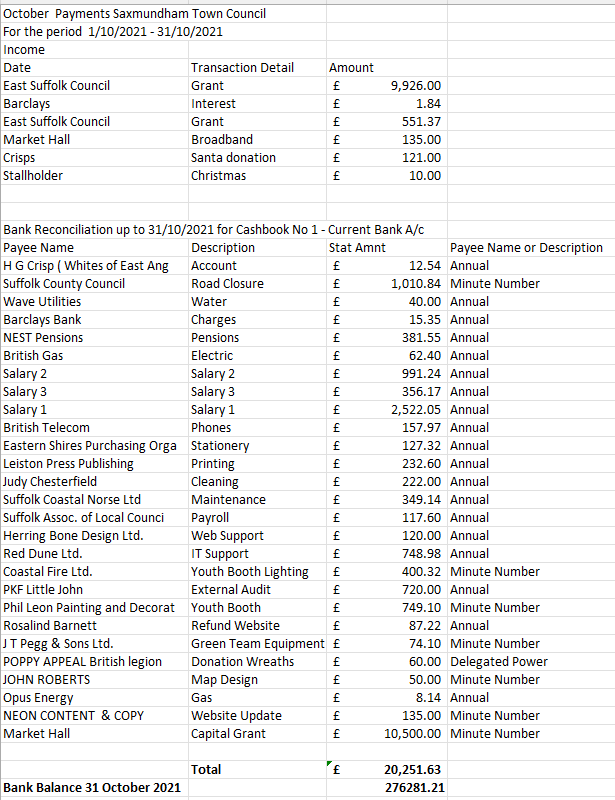 October  Payments Saxmundham Town Council
For the period  1/10/2021 - 31/10/2021
Income
Date Transaction Detail Amount
East Suffolk Council Grant £ 9,926.00
Barclays Interest £ 1.84
East Suffolk Council Grant £ 551.37
Market Hall Broadband £ 135.00
Crisps Santa donation £ 121.00
Stallholder Christmas £ 10.00
Bank Reconciliation up to 31/10/2021 for Cashbook No 1 - Current Bank A/c
Payee Name Description Stat Amnt Payee Name or Description
H G Crisp ( Whites of East Ang Account £ 12.54 Annual
Suffolk County Council Road Closure £ 1,010.84 Minute Number
Wave Utilities Water £ 40.00 Annual
Barclays Bank Charges £ 15.35 Annual
NEST Pensions Pensions £ 381.55 Annual
British Gas Electric £ 62.40 Annual
Salary 2 Salary 2 £ 991.24 Annual
Salary 3 Salary 3 £ 356.17 Annual
Salary 1 Salary 1 £ 2,522.05 Annual
British Telecom Phones £ 157.97 Annual
Eastern Shires Purchasing Orga Stationery £ 127.32 Annual
Leiston Press Publishing Printing £ 232.60 Annual
Judy Chesterfield Cleaning £ 222.00 Annual
Suffolk Coastal Norse Ltd Maintenance £ 349.14 Annual
Suffolk Assoc. of Local Counci Payroll £ 117.60 Annual
Herring Bone Design Ltd. Web Support £ 120.00 Annual
Red Dune Ltd. IT Support £ 748.98 Annual
Coastal Fire Ltd. Youth Booth Lighting £ 400.32 Minute Number
PKF Little John External Audit £ 720.00 Annual
Phil Leon Painting and Decorat Youth Booth £ 749.10 Minute Number
Rosalind Barnett Refund Website £ 87.22 Annual
J T Pegg & Sons Ltd. Green Team Equipment £ 74.10 Minute Number
POPPY APPEAL British legion Donation Wreaths £ 60.00 Delegated Power
JOHN ROBERTS Map Design £ 50.00 Minute Number
Opus Energy Gas £ 8.14 Annual
NEON CONTENT  & COPY Website Update £ 135.00 Minute Number
Market Hall Capital Grant £ 10,500.00 Minute Number
Total £ 20,251.63
Bank Balance 31 October 2021 276281.21